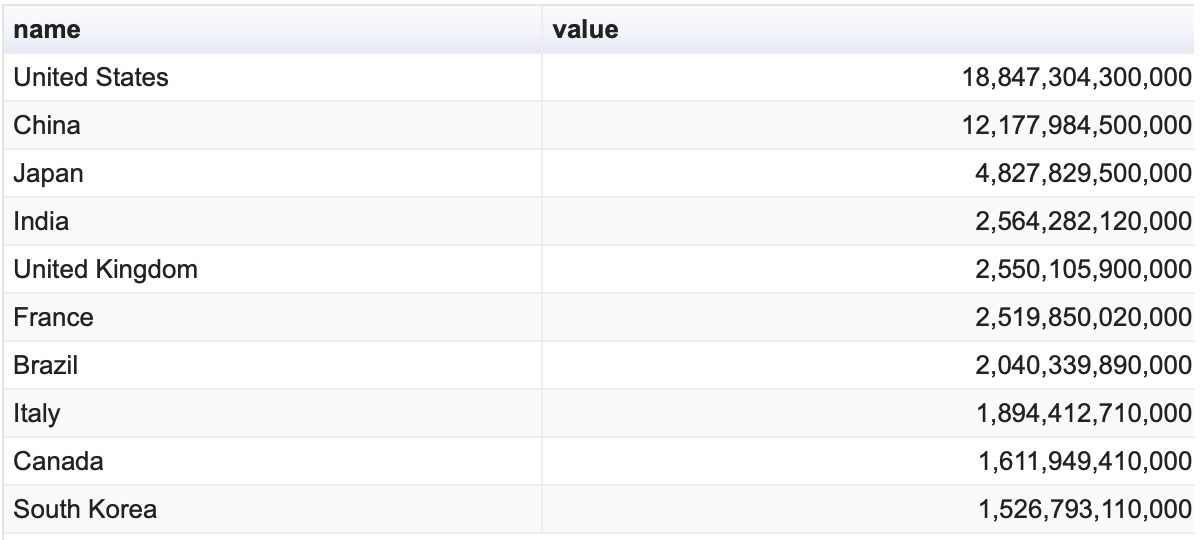 name value
United States 18,847,304,300,000
China 12,177,984,500,000
Japan 4,827,829,500,000
India 2,564,282,120,000
United Kingdom 2,550,105,900,000
France 2,519,850,020,000
Brazil 2,040,339,890,000
Italy 1,894,412,710,000
Canada 1,611,949,410,000
South Korea 1,526,793,110,000